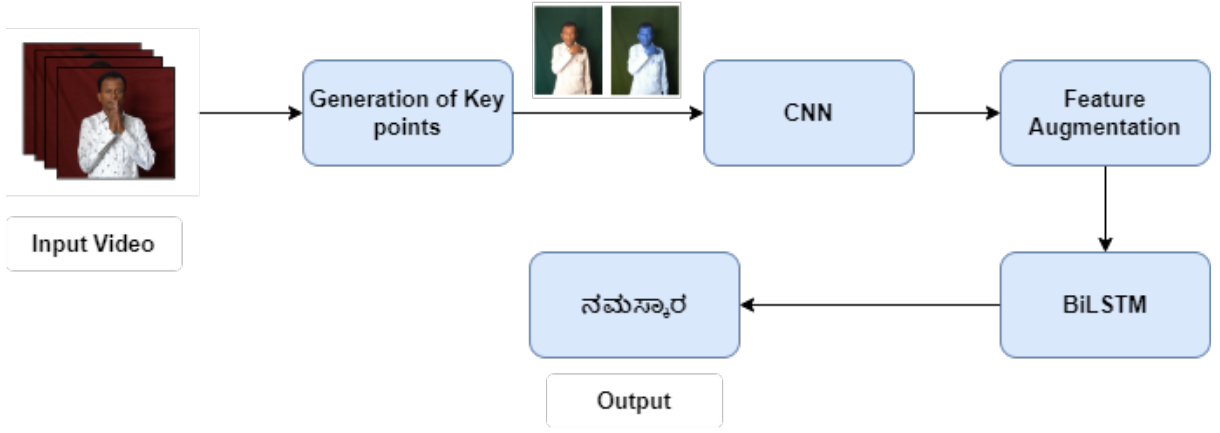 Generation of Key
points
CNN
Feature
Augmentation
Input Video
ನಮಸ್ಕಾರ
BiLSTM
Output